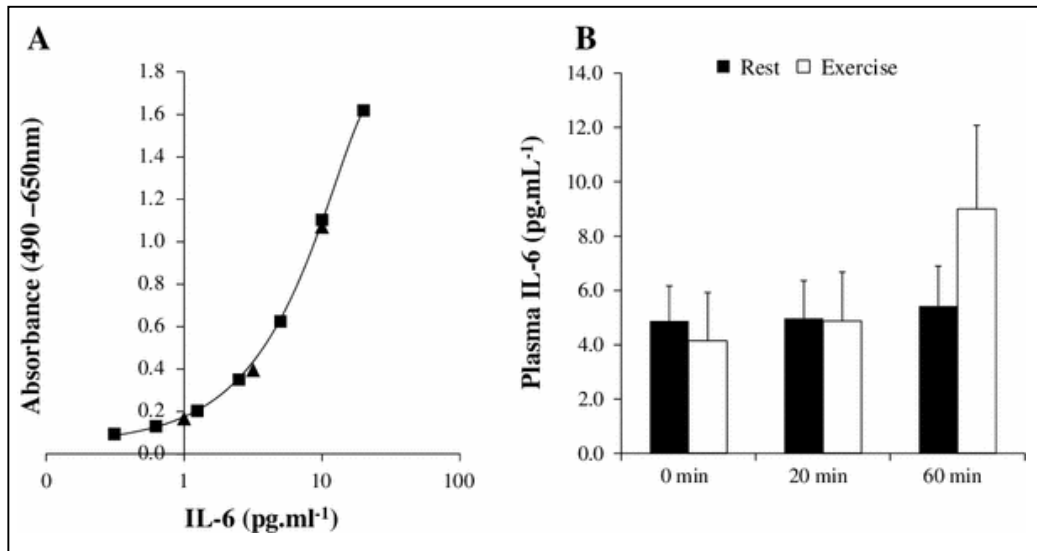 A
Absorbance (490 –650nm)
1.8
1.6
1.4
1.2
1.0
0.8
0.6
0.4
0.2
0.0
0 1 10 100
IL-6 (pg.ml-1)
B
Rest Exercise
Plasma IL-6 (pg.mL-1)
14.0
12.0
10.0
8.0
6.0
4.0
2.0
0.0
0 min 20 min 60 min